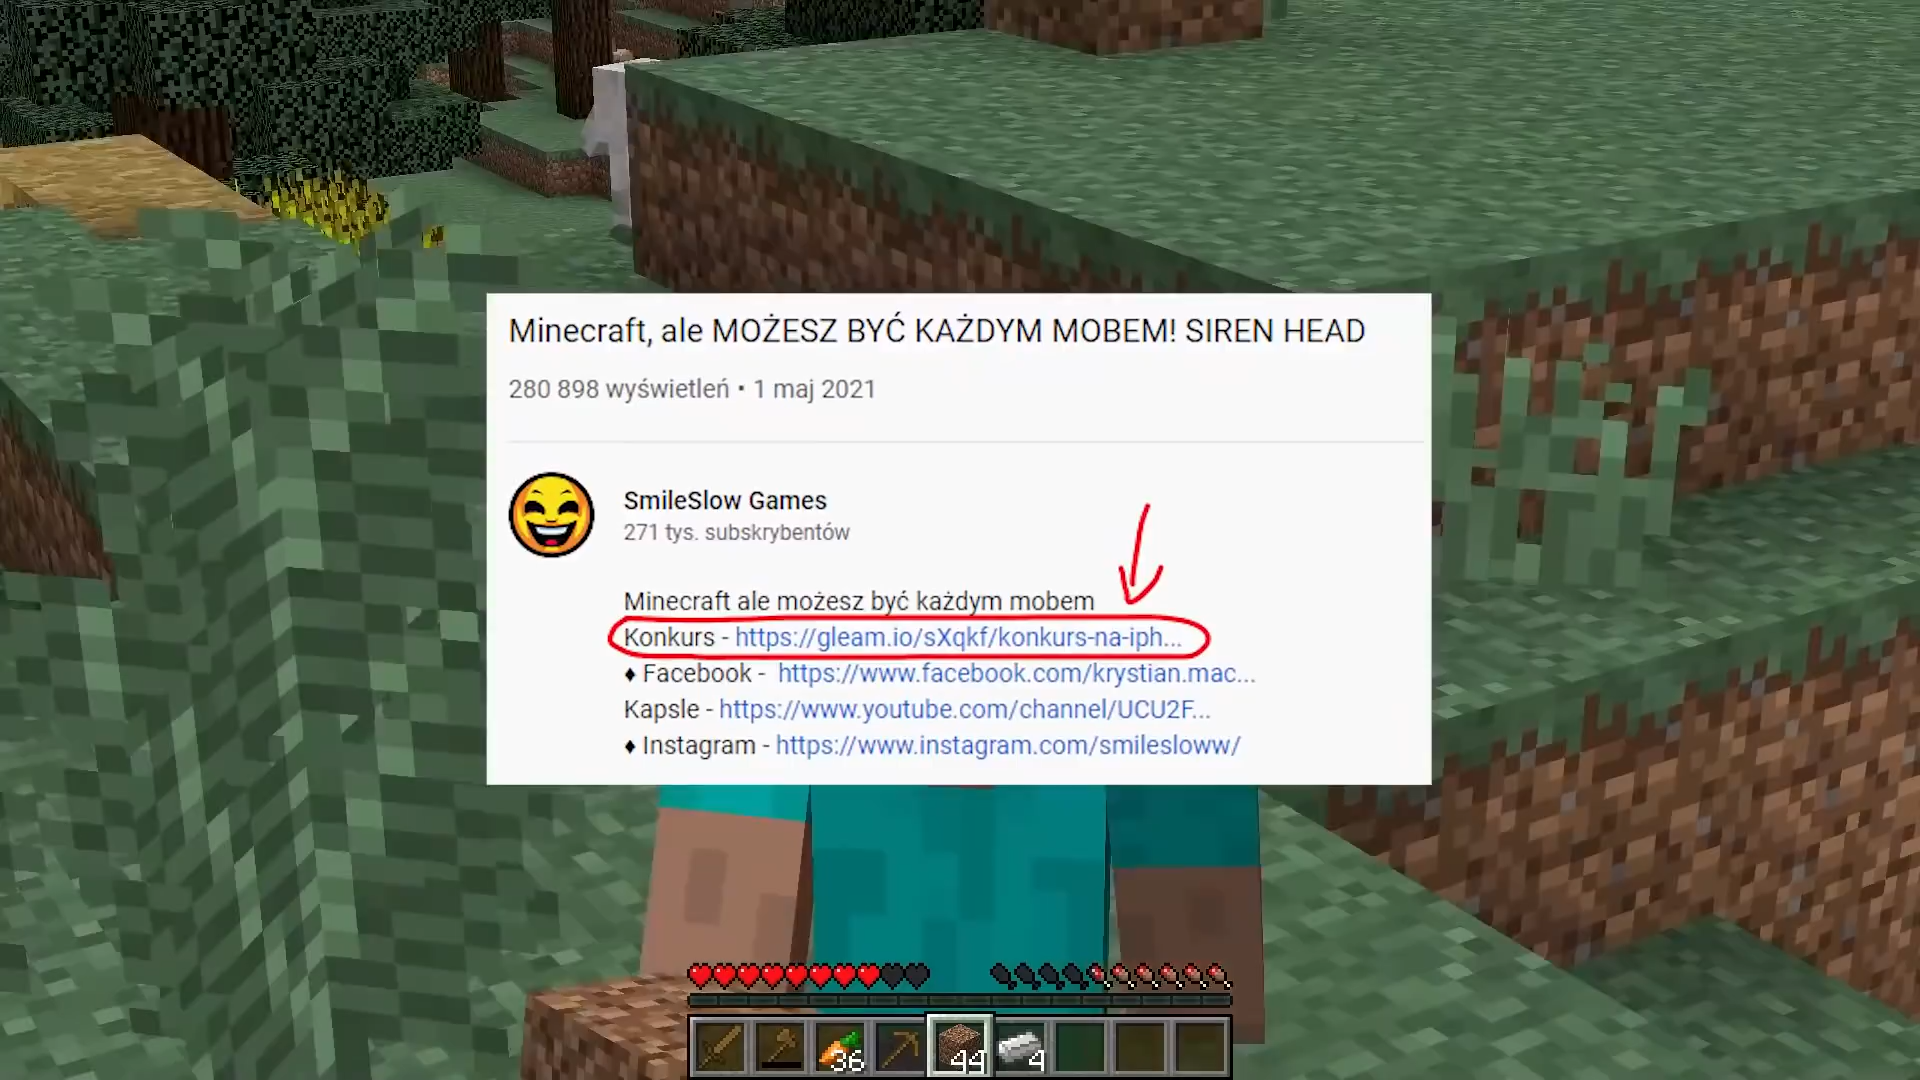 Minecraft, ale MOŻESZ BYĆ KAŻDYM MOBEM! SIREN HEAD
280 898 wyświetleń • 1 maj 2021
SmileSlow Games
271 tys. subskrybentów
Minecraft ale możesz być każdym mobem
Konkurs - https://gleam.io/sXqkf/konkurs-na-iph...
♦ Facebook - https://www.facebook.com/krystian.mac...
Kapsle - https://www.youtube.com/channel/UCU2F...
♦ Instagram - https://www.instagram.com/smilesloww/
36 44 4